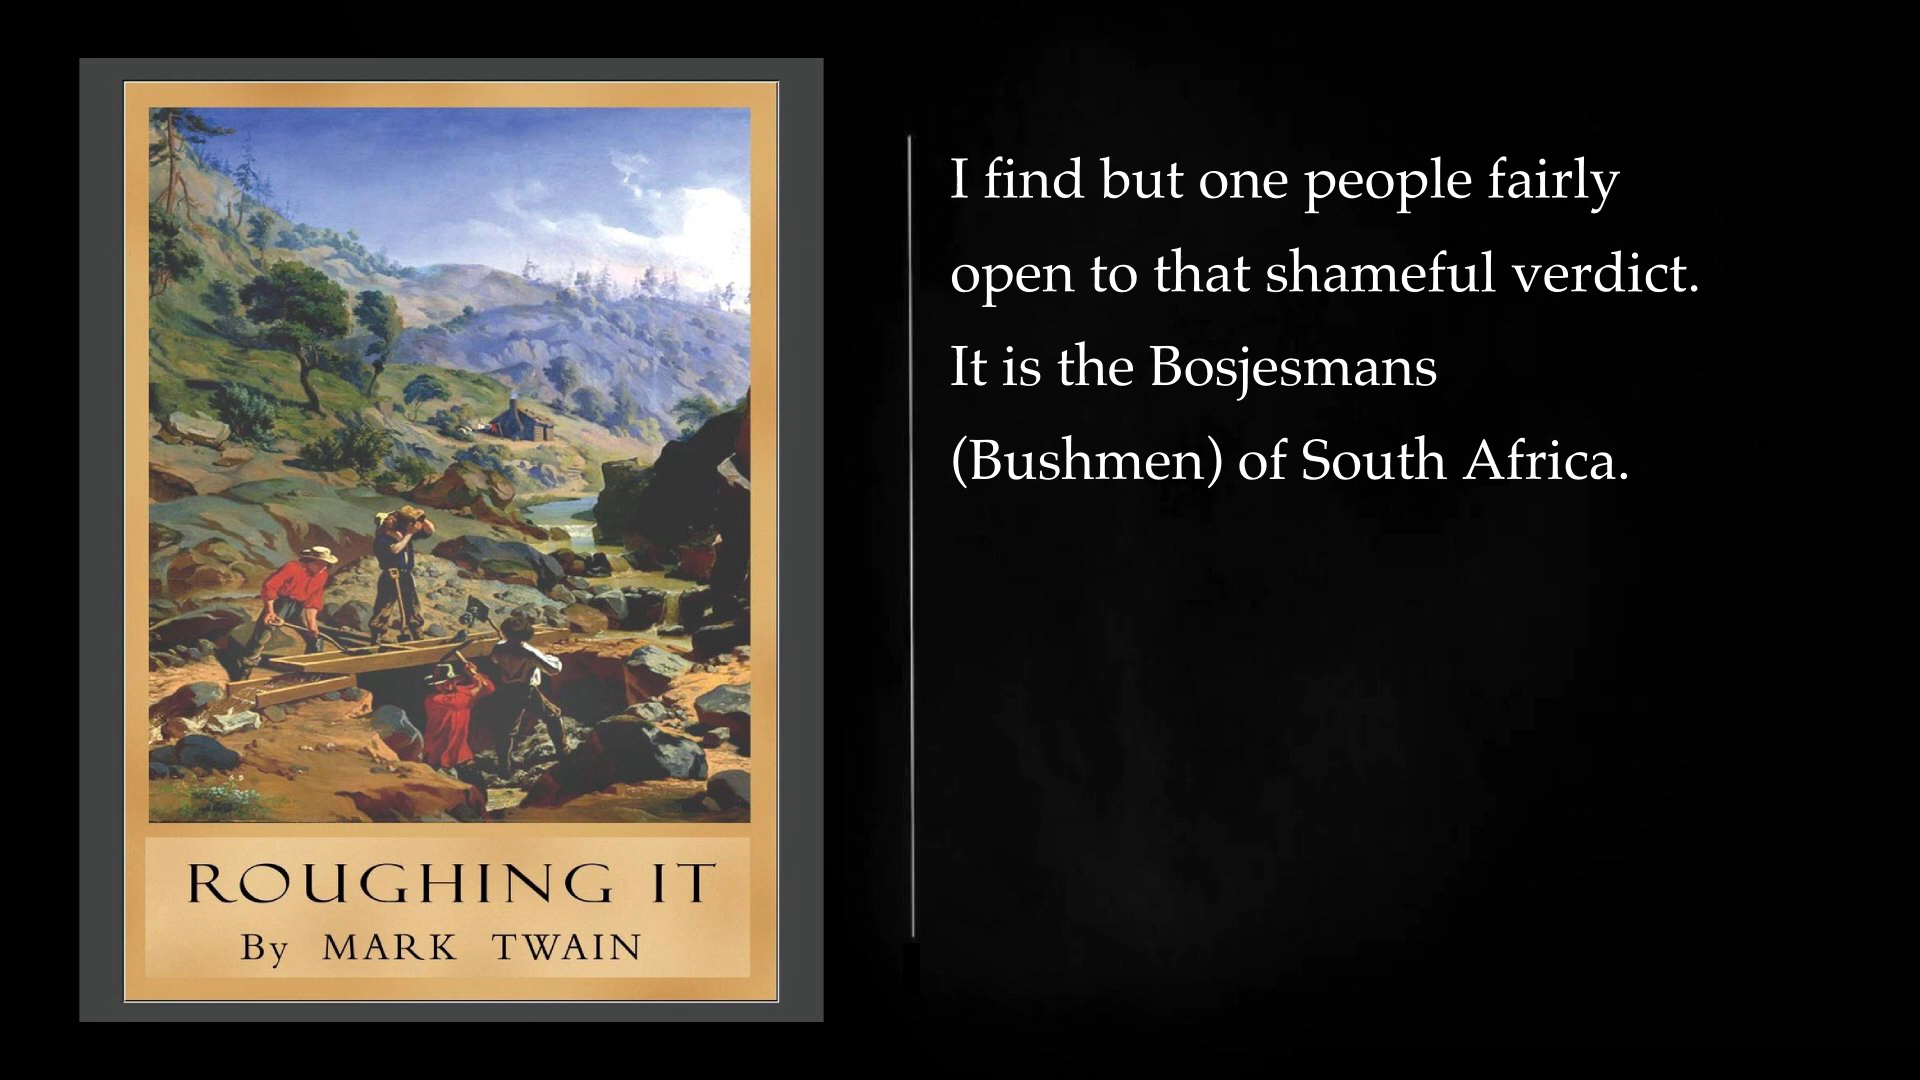 ROUGHING IT
By MARK TWAIN
I find but one people fairly
open to that shameful verdict.
It is the Bosjesmans
(Bushmen) of South Africa.